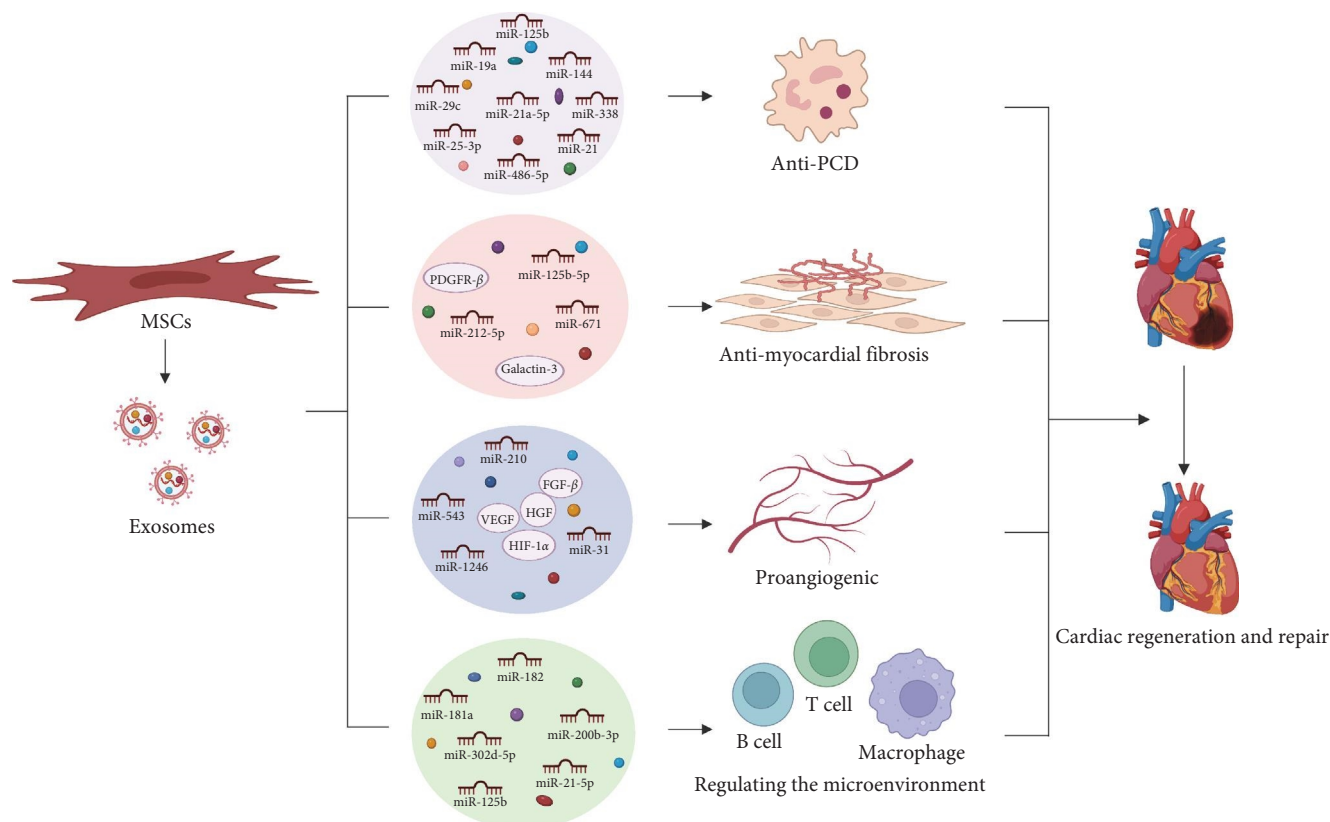 MSCs
Exosomes
miR-125b
miR-19a
miR-144
miR-29c
miR-21a-5p
miR-338
miR-25-3p
miR-21
miR-486-5p
Anti-PCD
PDGFR-β
miR-125b-5p
miR-212-5p
miR-671
Galactin-3
Anti-myocardial fibrosis
miR-210
FGF-β
miR-543
VEGF
HGF
HIF-1α
miR-31
miR-1246
Proangiogenic
miR-182
miR-181a
miR-200b-3p
miR-302d-5p
miR-21-5p
miR-125b
B cell
T cell
Macrophage
Regulating the microenvironment
Cardiac regeneration and repair